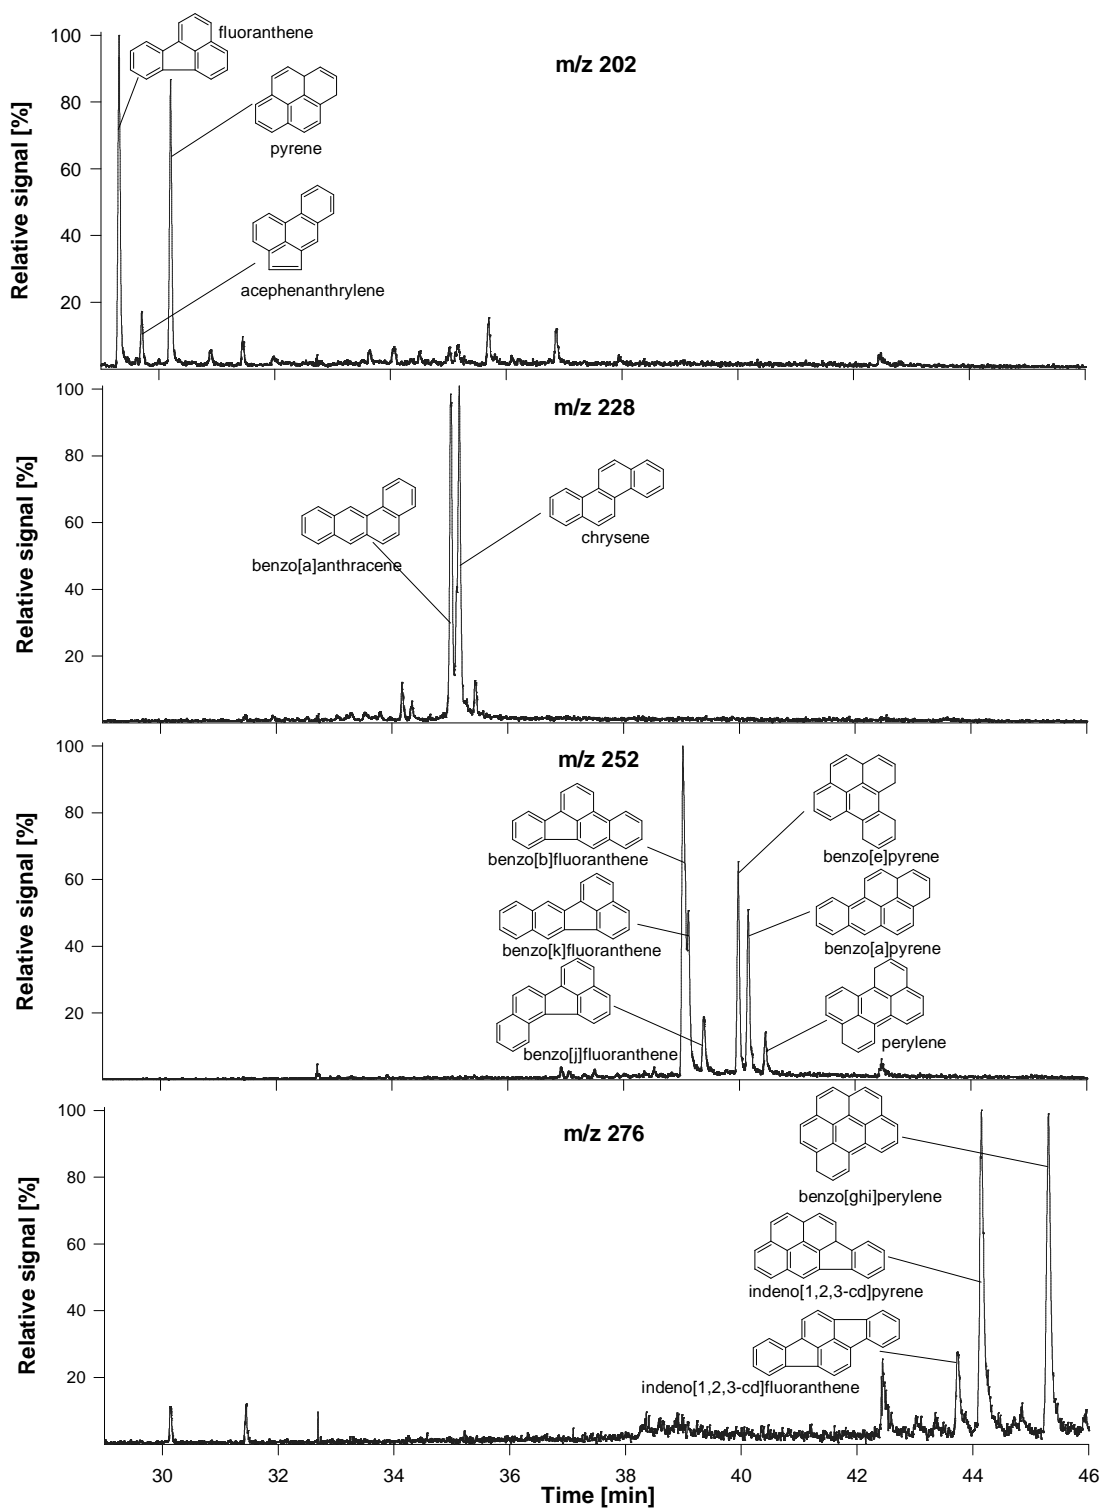 fluoranthene
m/z 202
pyrene
acephenanthrylene
Relative signal [%]
100
80
60
40
20
m/z 228
benzo[a]anthracene
chrysene
Relative signal [%]
100
80
60
40
20
m/z 252
benzo[b]fluoranthene
benzo[k]fluoranthene
benzo[j]fluoranthene
benzo[e]pyrene
benzo[a]pyrene
perylene
Relative signal [%]
100
80
60
40
20
m/z 276
benzo[ghi]perylene
indeno[1,2,3-cd]pyrene
indeno[1,2,3-cd]fluoranthene
Relative signal [%]
100
80
60
40
20
30 32 34 36 38 40 42 44 46
Time [min]